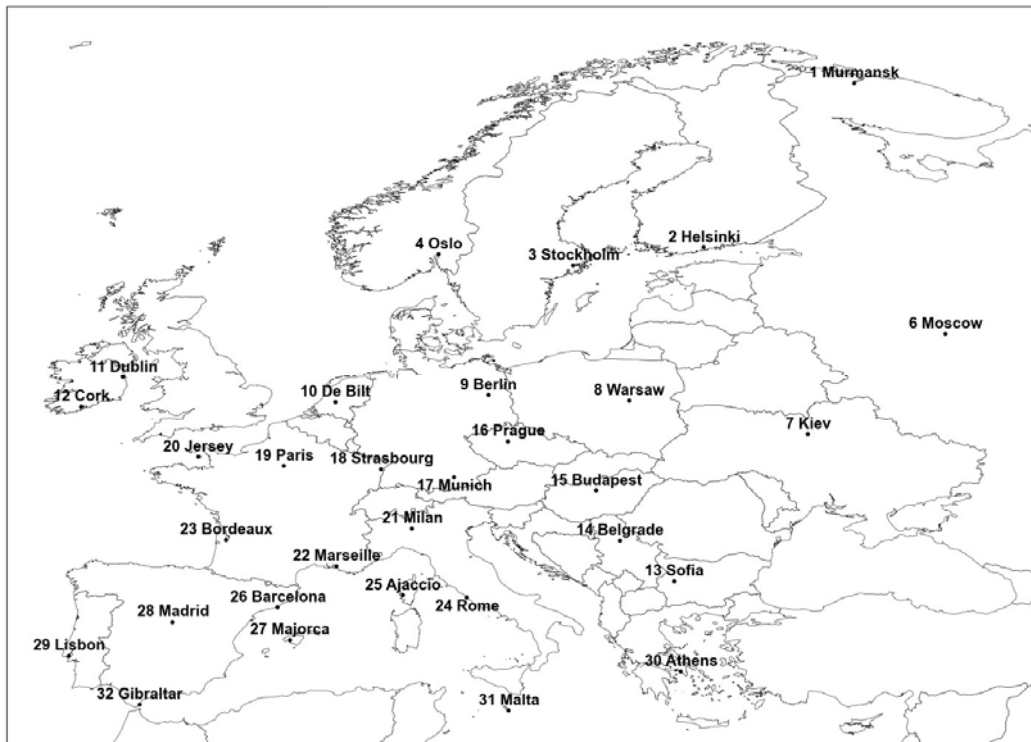 1 Murmansk
4 Oslo
2 Helsinki
3 Stockholm
6 Moscow
11 Dublin
12 Cork
10 De Bilt
9 Berlin
8 Warsaw
7 Kiev
16 Prague
20 Jersey
19 Paris
18 Strasbourg
17 Munich
15 Budapest
21 Milan
23 Bordeaux
14 Belgrade
22 Marseille
13 Sofia
25 Ajaccio
26 Barcelona
24 Rome
28 Madrid
27 Majorca
29 Lisbon
30 Athens
32 Gibraltar
31 Malta